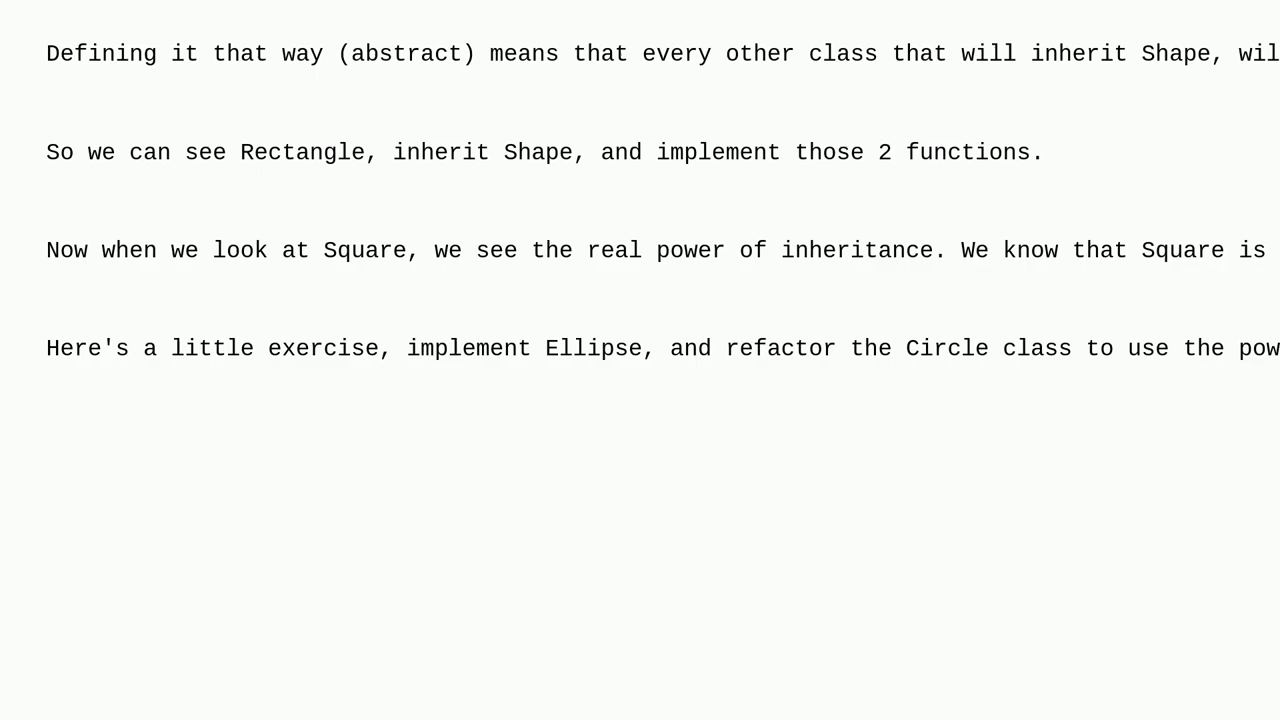 Defining it that way (abstract) means that every other class that will inherit Shape, wil
So we can see Rectangle, inherit Shape, and implement those 2 functions.
Now when we look at Square, we see the real power of inheritance. We know that Square is
Here's a little exercise, implement Ellipse, and refactor the Circle class to use the pow